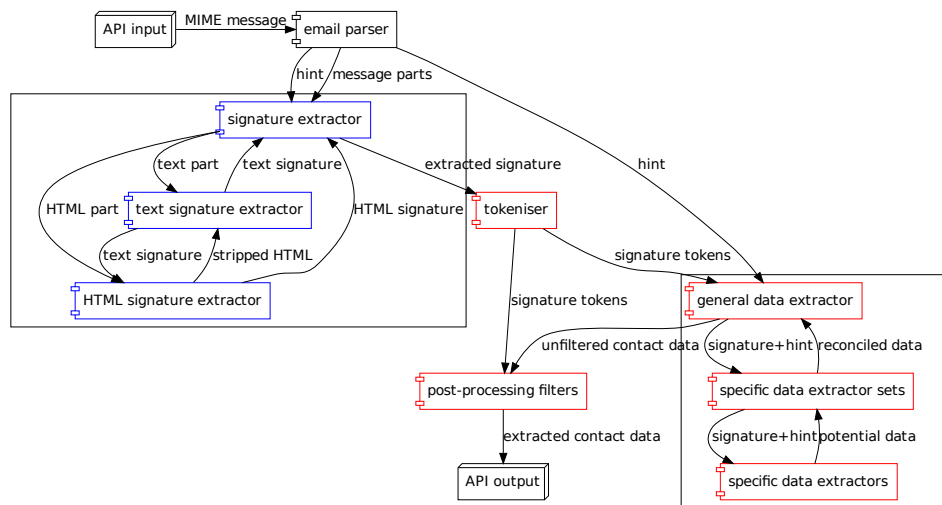 MIME message
API input
email parser
hint
message parts
signature extractor
text part
text signature
extracted signature
hint
HTML part
text signature extractor
HTML signature
tokeniser
text signature
stripped HTML
signature tokens
HTML signature extractor
signature tokens
general data extractor
unfiltered contact data
signature+hint
reconciled data
post-processing filters
specific data extractor sets
extracted contact data
signature+hint
potential data
API output
specific data extractors